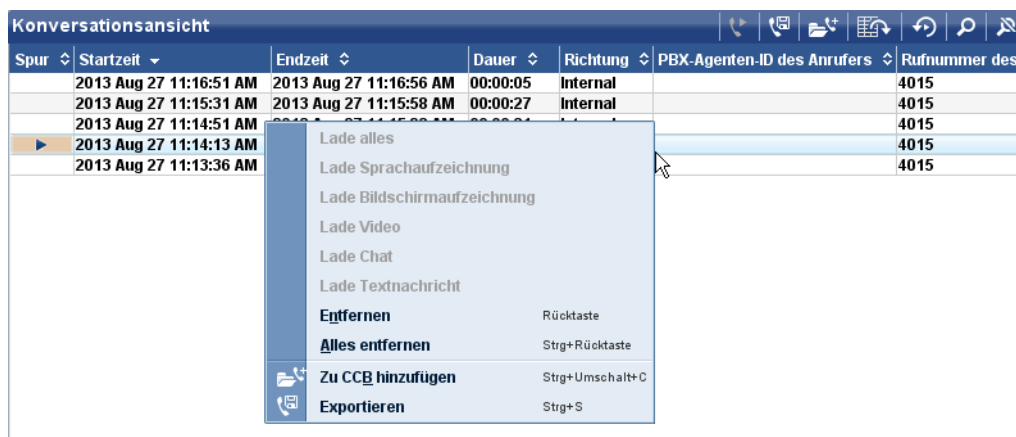 Konversationsansicht
Spur Startzeit Endzeit Dauer Richtung PBX-Agenten-ID des Anrufers Rufnummer des
2013 Aug 27 11:16:51 AM 2013 Aug 27 11:16:56 AM 00:00:05 Internal 4015
2013 Aug 27 11:15:31 AM 2013 Aug 27 11:15:58 AM 00:00:27 Internal 4015
2013 Aug 27 11:14:51 AM 4015
2013 Aug 27 11:14:13 AM 4015
2013 Aug 27 11:13:36 AM 4015
Lade alles
Lade Sprachaufzeichnung
Lade Bildschirmaufzeichnung
Lade Video
Lade Chat
Lade Textnachricht
Entfernen Rücktaste
Alles entfernen Strg+Rücktaste
Zu CCB hinzufügen Strg+Umschalt+C
Exportieren Strg+S